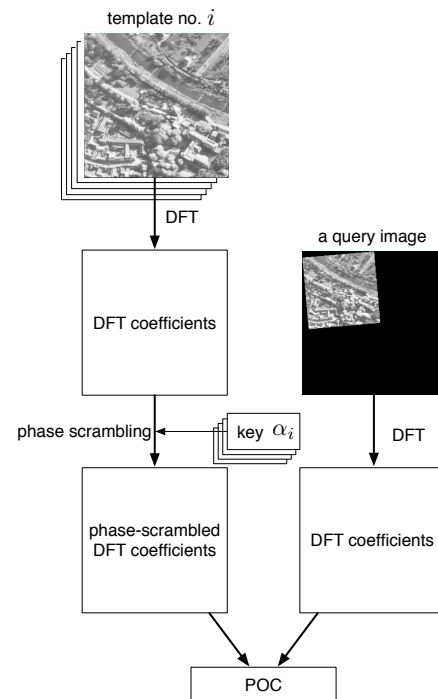 template no. i
DFT
a query image
DFT coefficients
phase scrambling
key αᵢ
DFT
phase-scrambled
DFT coefficients
DFT coefficients
POC